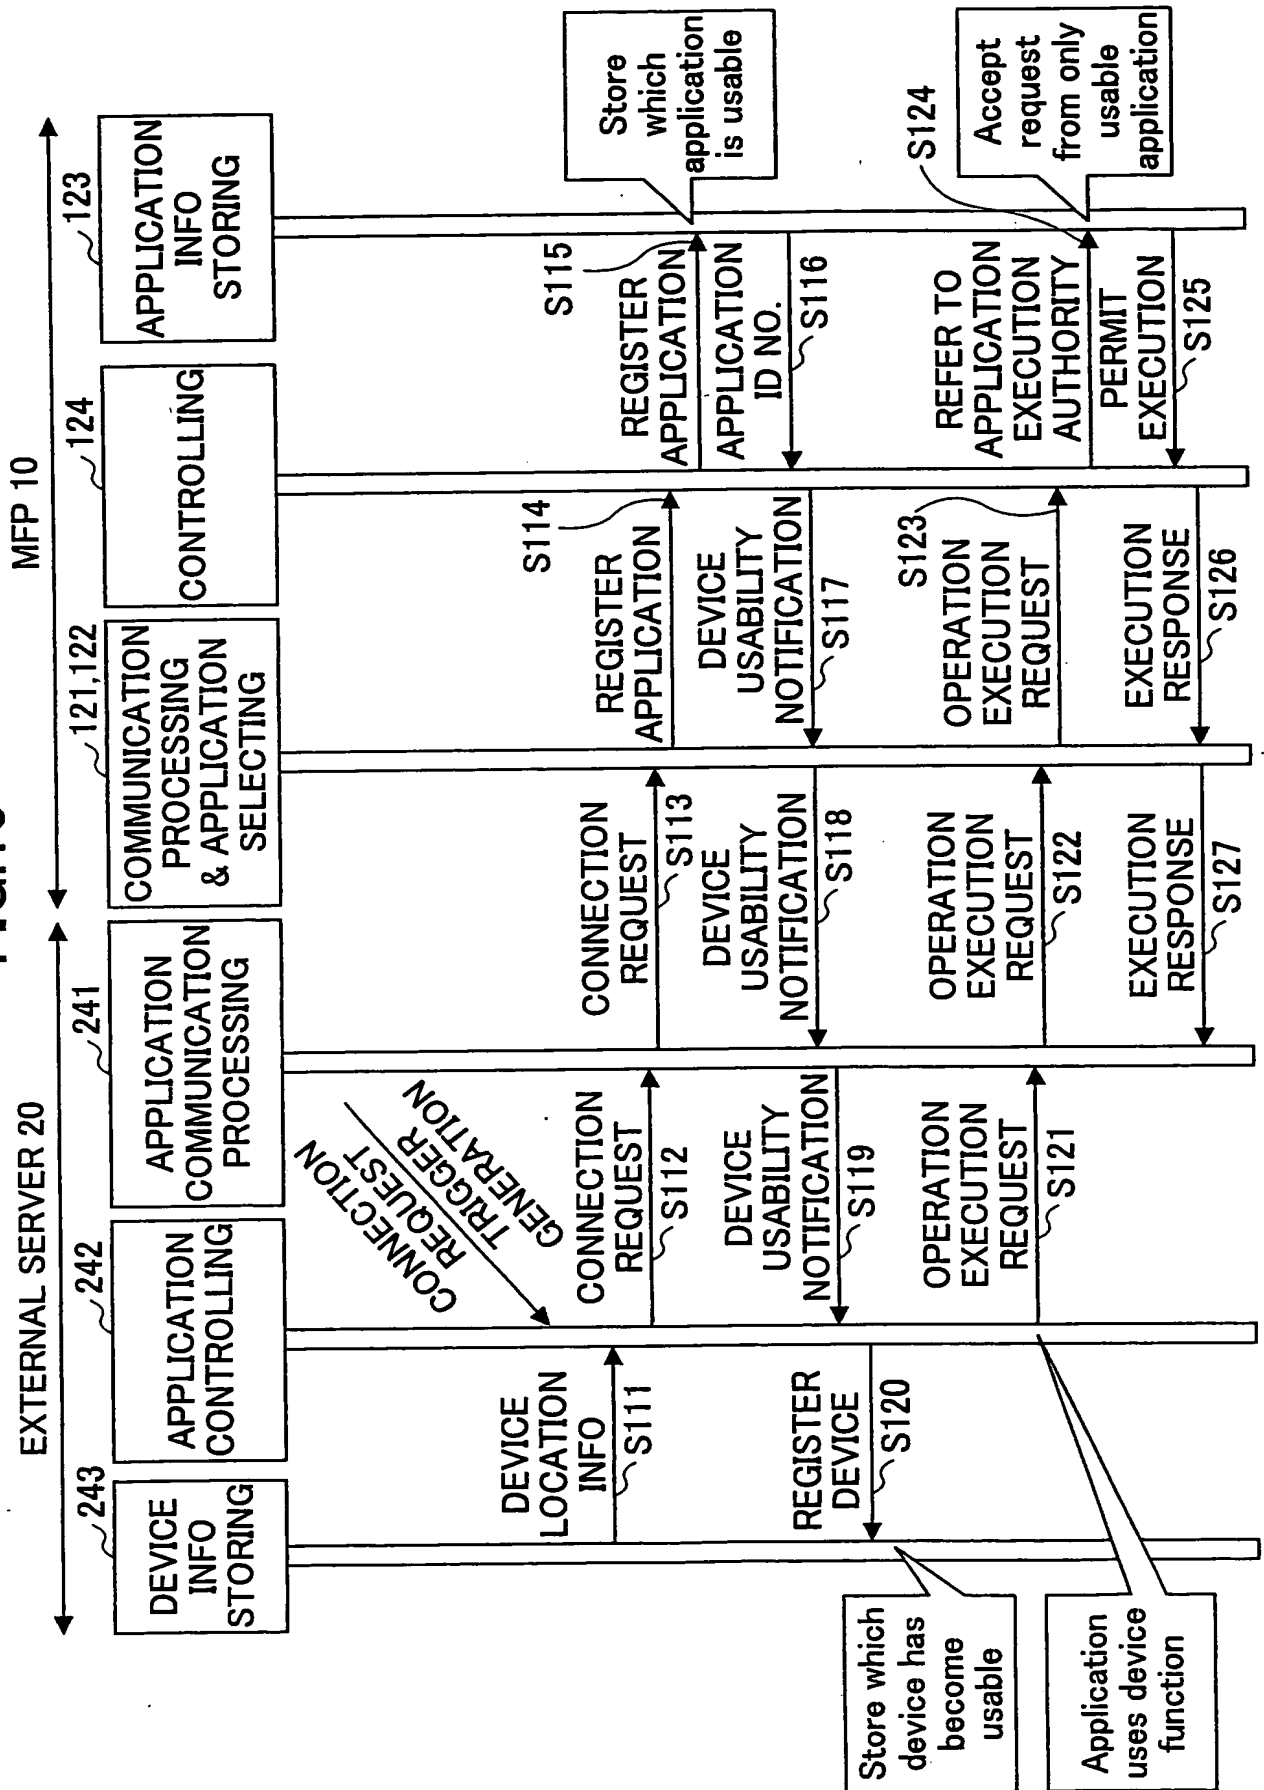 EXTERNAL SERVER 20
MFP 10
243
242
241
121,122
124
123
DEVICE
INFO
STORING
APPLICATION
CONTROLLING
APPLICATION
COMMUNICATION
PROCESSING
COMMUNICATION
PROCESSING
& APPLICATION
SELECTING
CONTROLLING
APPLICATION
INFO
STORING
CONNECTION
REQUEST
TRIGGER
GENERATION
DEVICE
LOCATION
INFO
S111
CONNECTION
REQUEST
S112
CONNECTION
REQUEST
S113
REGISTER
APPLICATION
S114
REGISTER
APPLICATION
S115
Store
which
application
is usable
APPLICATION
ID NO.
S116
DEVICE
USABILITY
NOTIFICATION
S117
DEVICE
USABILITY
NOTIFICATION
S118
DEVICE
USABILITY
NOTIFICATION
S119
REGISTER
DEVICE
S120
Store which
device has
become
usable
Application
uses device
function
OPERATION
EXECUTION
REQUEST
S121
OPERATION
EXECUTION
REQUEST
S122
OPERATION
EXECUTION
REQUEST
S123
REFER TO
APPLICATION
EXECUTION
AUTHORITY
S124
Accept
request
from only
usable
application
PERMIT
EXECUTION
S125
EXECUTION
RESPONSE
S126
EXECUTION
RESPONSE
S127